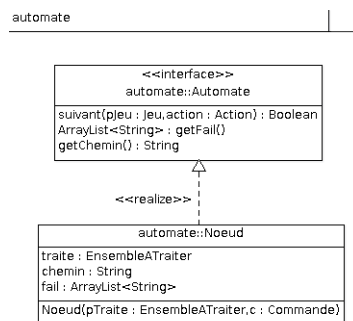 automate
<<interface>>
automate::Automate
suivant(pJeu : Jeu,action : Action) : Boolean
ArrayList<String> : getFail()
getChemin() : String
<<realize>>
automate::Noeud
traite : EnsembleATraiter
chemin : String
fail : ArrayList<String>
Noeud(pTraite : EnsembleATraiter,c : Commande)